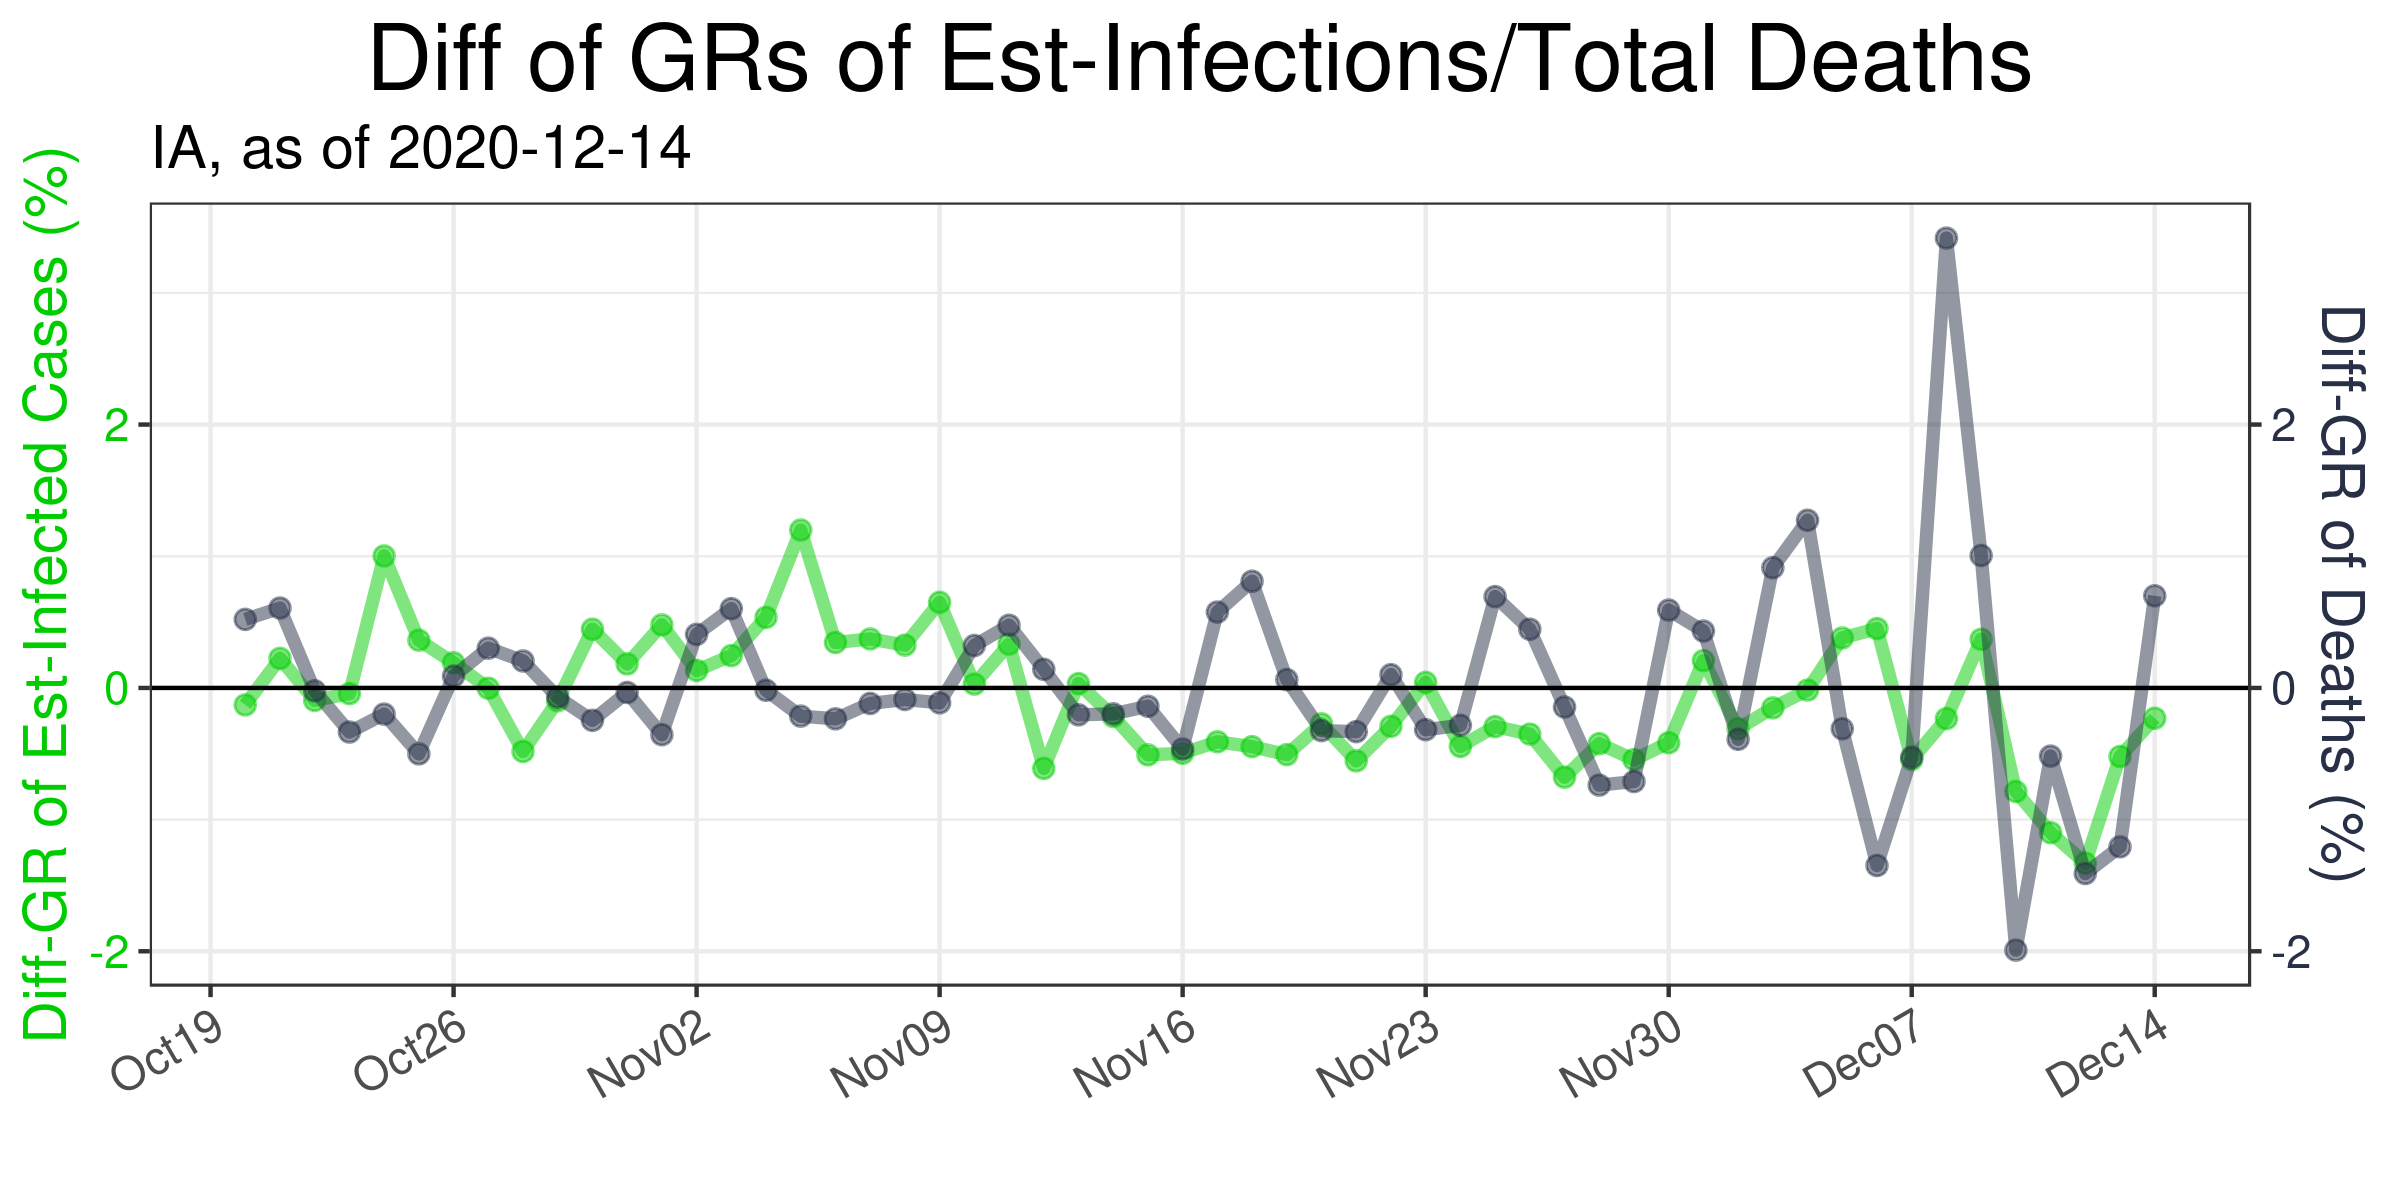 Diff of GRs of Est-Infections/Total Deaths
IA, as of 2020-12-14
Diff-GR of Est-Infected Cases (%)
2
0
-2
2
0
-2
Diff-GR of Deaths (%)
Oct19
Oct26
Nov02
Nov09
Nov16
Nov23
Nov30
Dec07
Dec14